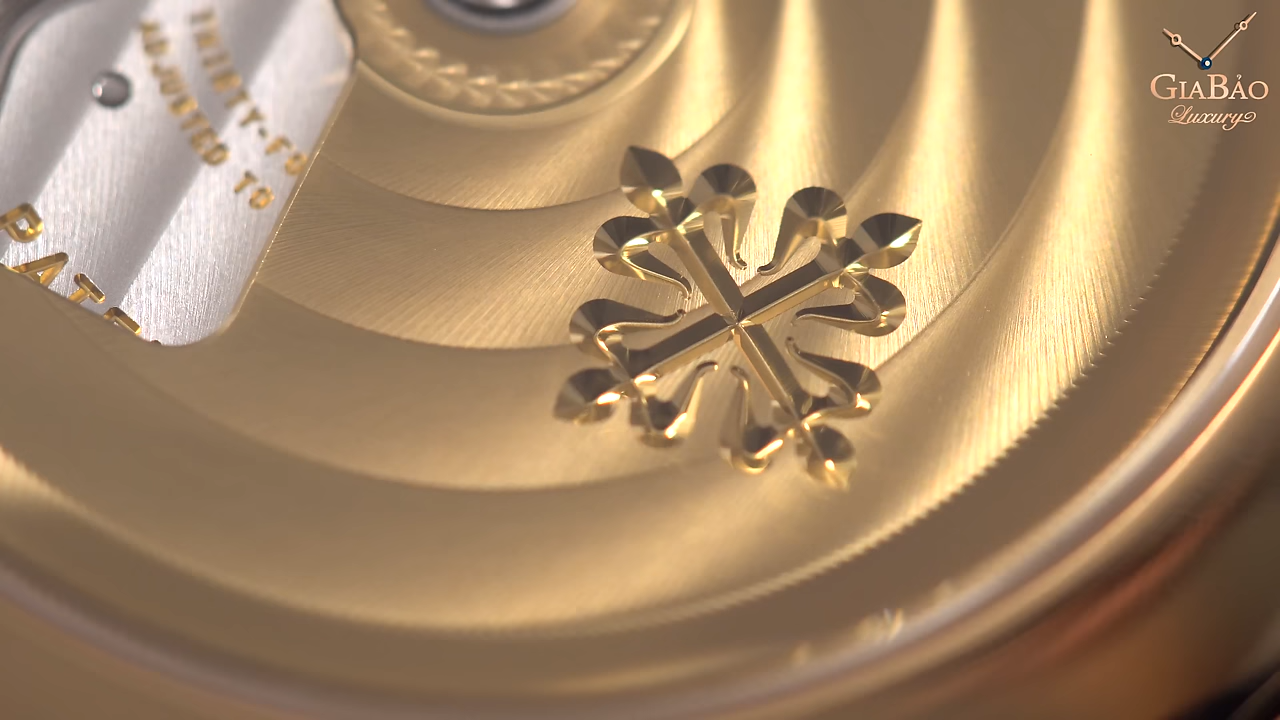 THIRTY-FO
ADJUSTED TO
PAT
GIABẢO
Luxury